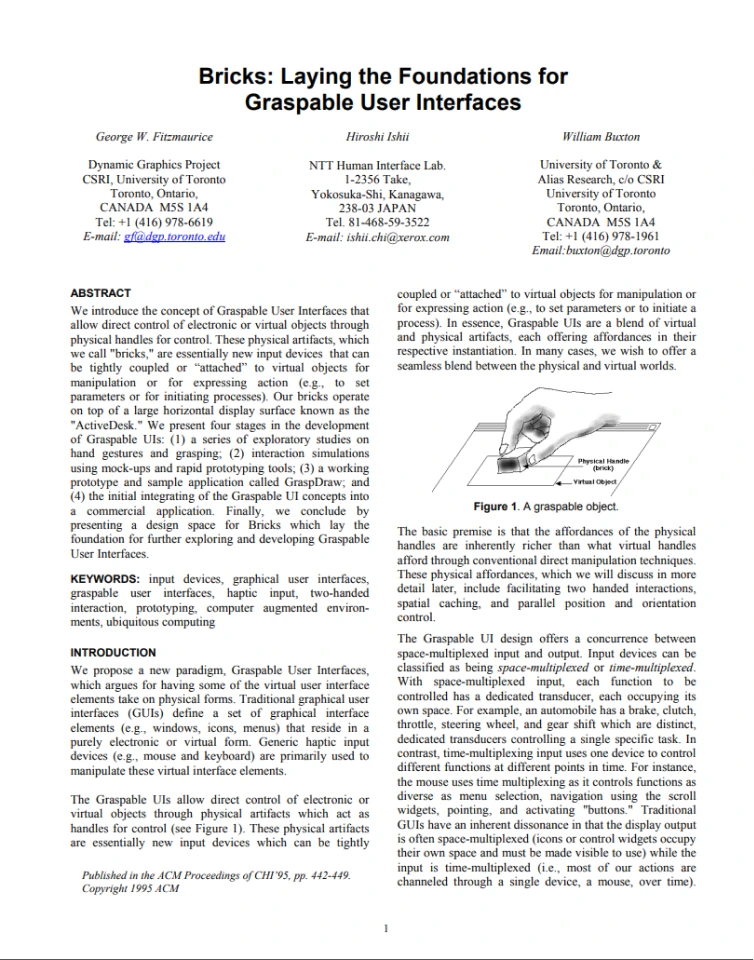 Bricks: Laying the Foundations for
Graspable User Interfaces
George W. Fitzmaurice
Dynamic Graphics Project
CSRI, University of Toronto
Toronto, Ontario,
CANADA M5S 1A4
Tel: +1 (416) 978-6619
E-mail: gf@dgp.toronto.edu
Hiroshi Ishii
NTT Human Interface Lab.
1-2356 Take,
Yokosuka-Shi, Kanagawa,
238-03 JAPAN
Tel. 81-468-59-3522
E-mail: ishii.chi@xerox.com
William Buxton
University of Toronto &
Alias Research, c/o CSRI
University of Toronto
Toronto, Ontario,
CANADA M5S 1A4
Tel: +1 (416) 978-1961
Email:buxton@dgp.toronto
ABSTRACT
We introduce the concept of Graspable User Interfaces that
allow direct control of electronic or virtual objects through
physical handles for control. These physical artifacts, which
we call "bricks," are essentially new input devices that can
be tightly coupled or “attached” to virtual objects for
manipulation or for expressing action (e.g., to set
parameters or for initiating processes). Our bricks operate
on top of a large horizontal display surface known as the
"ActiveDesk." We present four stages in the development
of Graspable UIs: (1) a series of exploratory studies on
hand gestures and grasping; (2) interaction simulations
using mock-ups and rapid prototyping tools; (3) a working
prototype and sample application called GraspDraw; and
(4) the initial integrating of the Graspable UI concepts into
a commercial application. Finally, we conclude by
presenting a design space for Bricks which lay the
foundation for further exploring and developing Graspable
User Interfaces.
KEYWORDS: input devices, graphical user interfaces,
graspable user interfaces, haptic input, two-handed
interaction, prototyping, computer augmented environ-
ments, ubiquitous computing
INTRODUCTION
We propose a new paradigm, Graspable User Interfaces,
which argues for having some of the virtual user interface
elements take on physical forms. Traditional graphical user
interfaces (GUIs) define a set of graphical interface
elements (e.g., windows, icons, menus) that reside in a
purely electronic or virtual form. Generic haptic input
devices (e.g., mouse and keyboard) are primarily used to
manipulate these virtual interface elements.
The Graspable UIs allow direct control of electronic or
virtual objects through physical artifacts which act as
handles for control (see Figure 1). These physical artifacts
are essentially new input devices which can be tightly
Published in the ACM Proceedings of CHI’95, pp. 442-449.
Copyright 1995 ACM
coupled or “attached” to virtual objects for manipulation or
for expressing action (e.g., to set parameters or to initiate a
process). In essence, Graspable UIs are a blend of virtual
and physical artifacts, each offering affordances in their
respective instantiation. In many cases, we wish to offer a
seamless blend between the physical and virtual worlds.
Physical Handle
(brick)
Virtual Object
Figure 1. A graspable object.
The basic premise is that the affordances of the physical
handles are inherently richer than what virtual handles
afford through conventional direct manipulation techniques.
These physical affordances, which we will discuss in more
detail later, include facilitating two handed interactions,
spatial caching, and parallel position and orientation
control.
The Graspable UI design offers a concurrence between
space-multiplexed input and output. Input devices can be
classified as being space-multiplexed or time-multiplexed.
With space-multiplexed input, each function to be
controlled has a dedicated transducer, each occupying its
own space. For example, an automobile has a brake, clutch,
throttle, steering wheel, and gear shift which are distinct,
dedicated transducers controlling a single specific task. In
contrast, time-multiplexing input uses one device to control
different functions at different points in time. For instance,
the mouse uses time multiplexing as it controls functions as
diverse as menu selection, navigation using the scroll
widgets, pointing, and activating "buttons." Traditional
GUIs have an inherent dissonance in that the display output
is often space-multiplexed (icons or control widgets occupy
their own space and must be made visible to use) while the
input is time-multiplexed (i.e., most of our actions are
channeled through a single device, a mouse, over time).
1